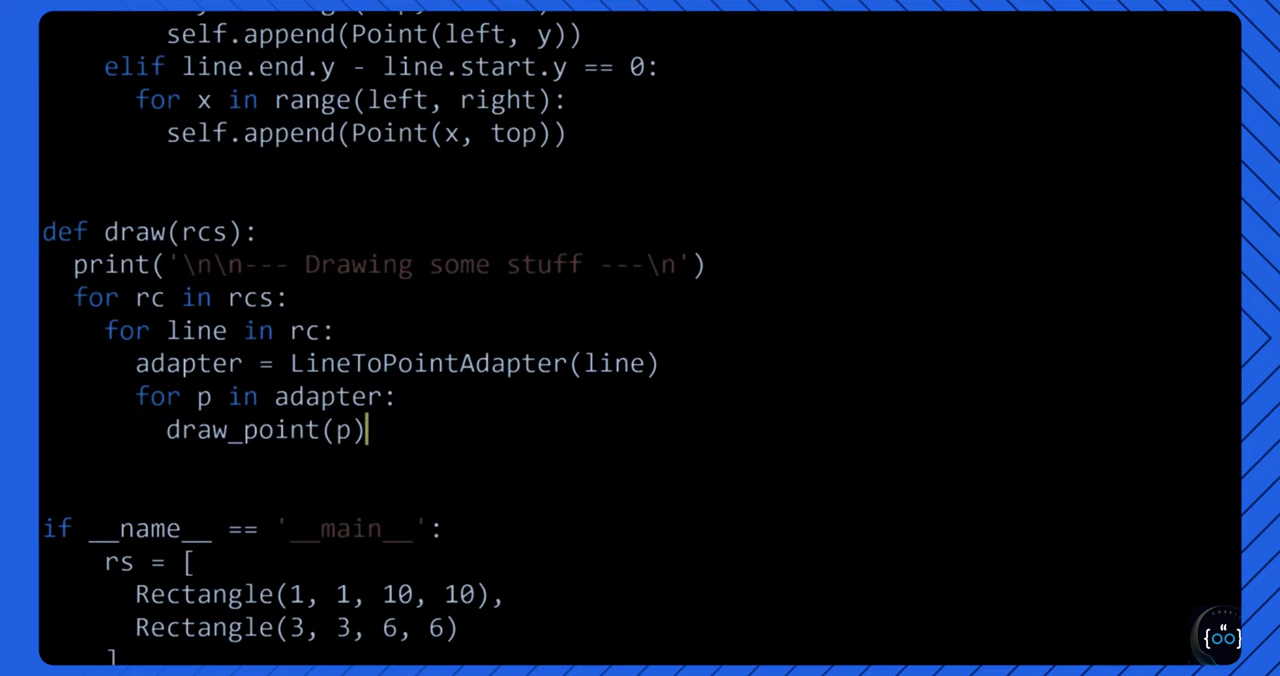 self.append(Point(left, y))
elif line.end.y - line.start.y == 0:
for x in range(left, right):
self.append(Point(x, top))
def draw(rcs):
print('\n\n--- Drawing some stuff ---\n')
for rc in rcs:
for line in rc:
adapter = LineToPointAdapter(line)
for p in adapter:
draw_point(p)
if __name__ == '__main__':
rs = [
Rectangle(1, 1, 10, 10),
Rectangle(3, 3, 6, 6)
]